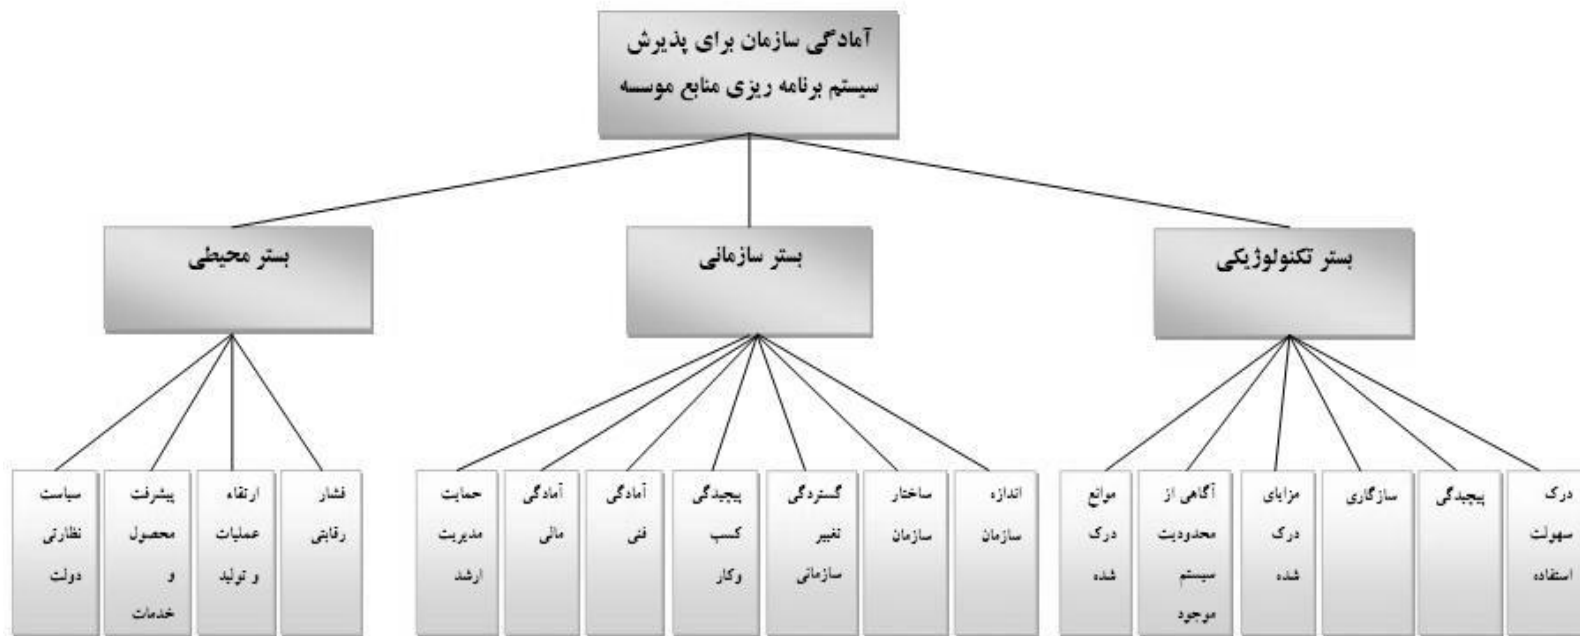 آمادگی سازمان برای پذیرش
سیستم برنامه ریزی منابع موسسه
بستر تکنولوژیکی
بستر سازمانی
بستر محیطی
درک
سهولت
استفاده
پیچیدگی
سازگاری
مزایای
درک
شده
آگاهی از
محدودیت
سیستم
موجود
موانع
درک
شده
اندازه
سازمان
ساختار
سازمان
گستردگی
تغییر
سازمانی
پیچیدگی
کسب
وکار
آمادگی
فنی
آمادگی
مالی
حمایت
مدیریت
ارشد
فشار
رقابتی
ارتقاء
عملیات
و تولید
پیشرفت
محصول
و
خدمات
سیاست
نظارتی
دولت